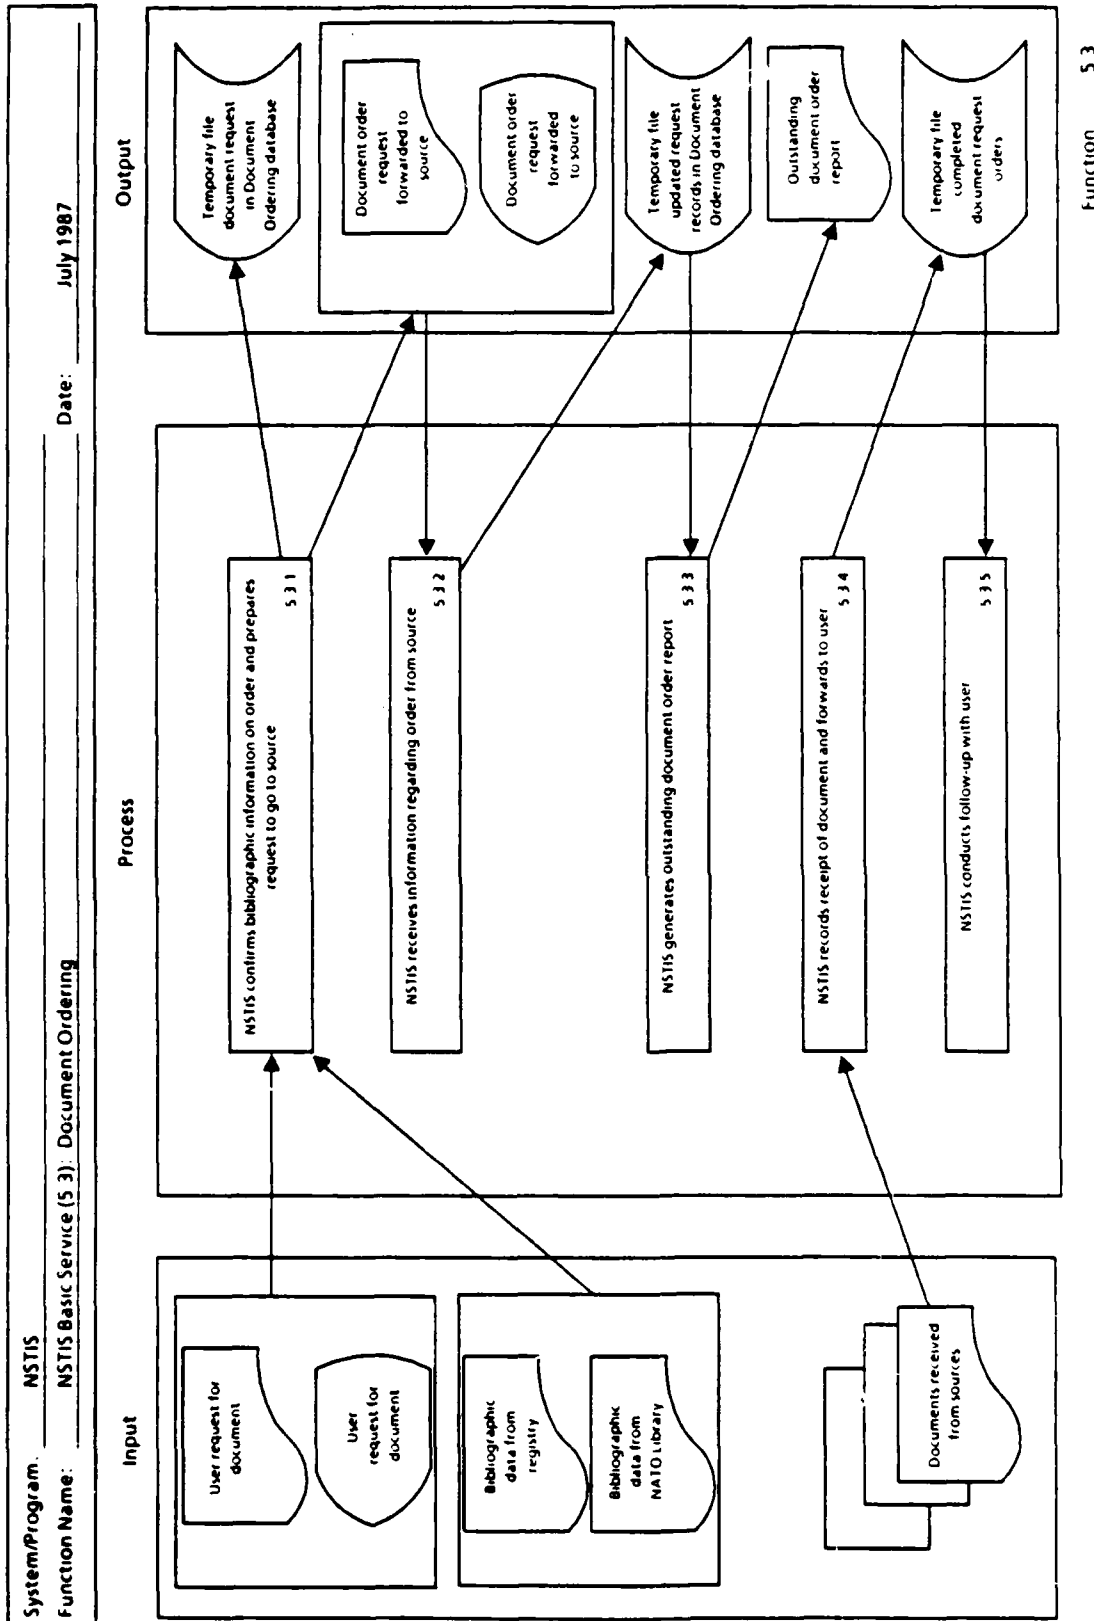 System/Program. NSTIS
Function Name: NSTIS Basic Service (5 3): Document Ordering Date: July 1987
Input
Process
Output
User request for
document
User
request for
document
Bibliographic
data from
registry
Bibliographic
data from
NATO Library
Documents received
from sources
NSTIS confirms bibliographic information on order and prepares
request to go to source
5 3 1
NSTIS receives information regarding order from source
5 3 2
NSTIS generates outstanding document order report
5 3 3
NSTIS records receipt of document and forwards to user
5 3 4
NSTIS conducts follow-up with user
5 3 5
Temporary file
document request
in Document
Ordering database
Document order
request
forwarded to
source
Document order
request
forwarded
to source
Temporary file
updated request
records in Document
Ordering database
Outstanding
document order
report
Temporary file
completed
document request
orders
Function 5 3